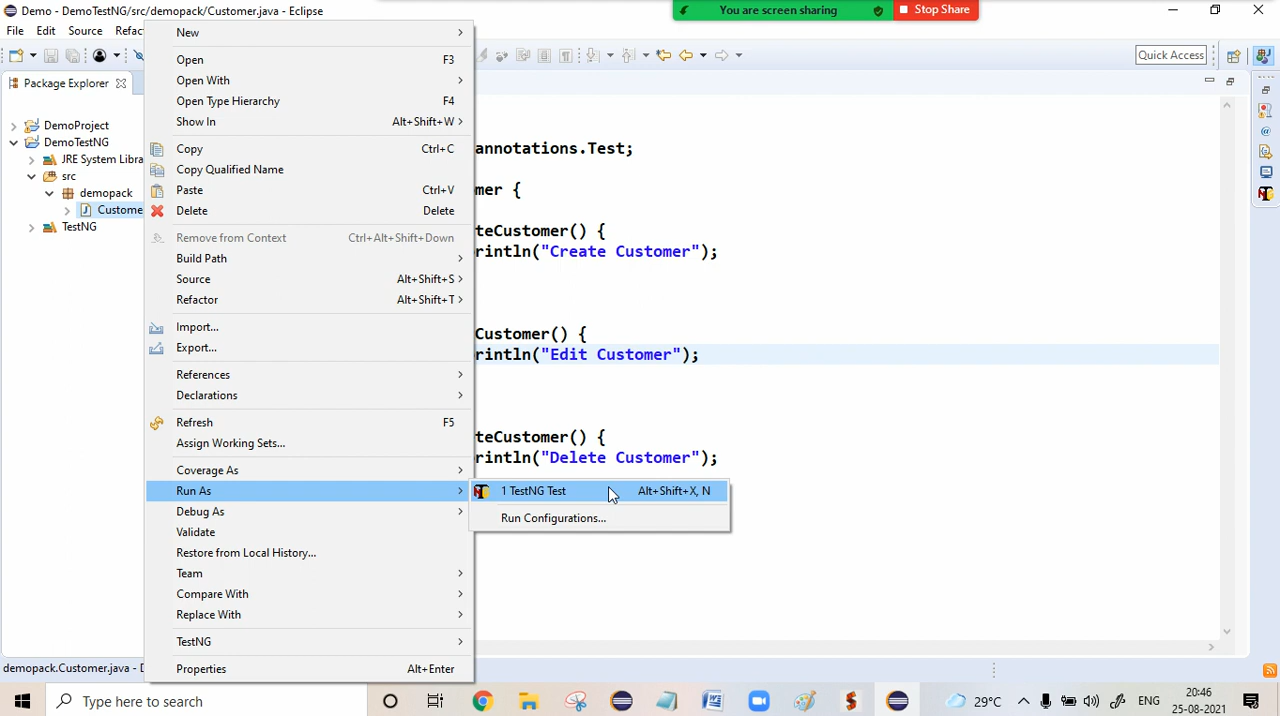 Demo - DemoTestNG/src/demopack/Customer.java - Eclipse
You are screen sharing
Stop Share
File Edit Source Refac
Quick Access
Package Explorer
DemoProject
DemoTestNG
JRE System Libra
src
demopack
Custome
TestNG
New
Open F3
Open With
Open Type Hierarchy F4
Show In Alt+Shift+W
Copy Ctrl+C
Copy Qualified Name
Paste Ctrl+V
Delete Delete
Remove from Context Ctrl+Alt+Shift+Down
Build Path
Source Alt+Shift+S
Refactor Alt+Shift+T
Import...
Export...
References
Declarations
Refresh F5
Assign Working Sets...
Coverage As
Run As
Debug As
Validate
Restore from Local History...
Team
Compare With
Replace With
TestNG
Properties Alt+Enter
1 TestNG Test Alt+Shift+X, N
Run Configurations...
annotations.Test;
mer {
teCustomer() {
rintln("Create Customer");
Customer() {
rintln("Edit Customer");
teCustomer() {
rintln("Delete Customer");
demopack.Customer.java - D
Type here to search
29°C
ENG
20:46
25-08-2021